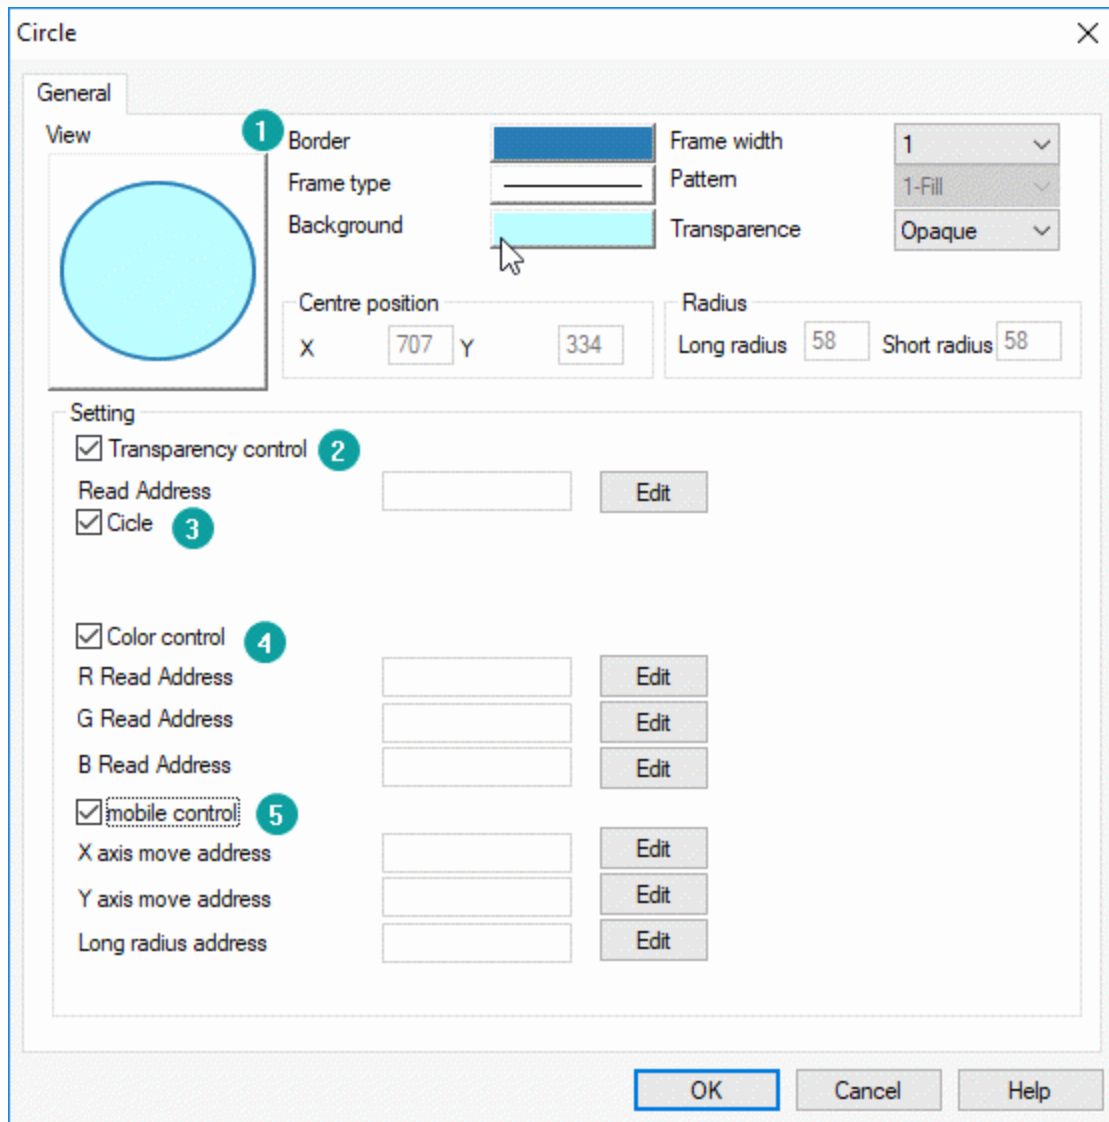 Circle
General
View
1
Border
Frame width
1
Frame type
Pattern
1-Fill
Background
Transparence
Opaque
Centre position
X 707 Y 334
Radius
Long radius 58 Short radius 58
Setting
Transparency control 2
Read Address Edit
Cicle 3
Color control 4
R Read Address Edit
G Read Address Edit
B Read Address Edit
mobile control 5
X axis move address Edit
Y axis move address Edit
Long radius address Edit
OK Cancel Help